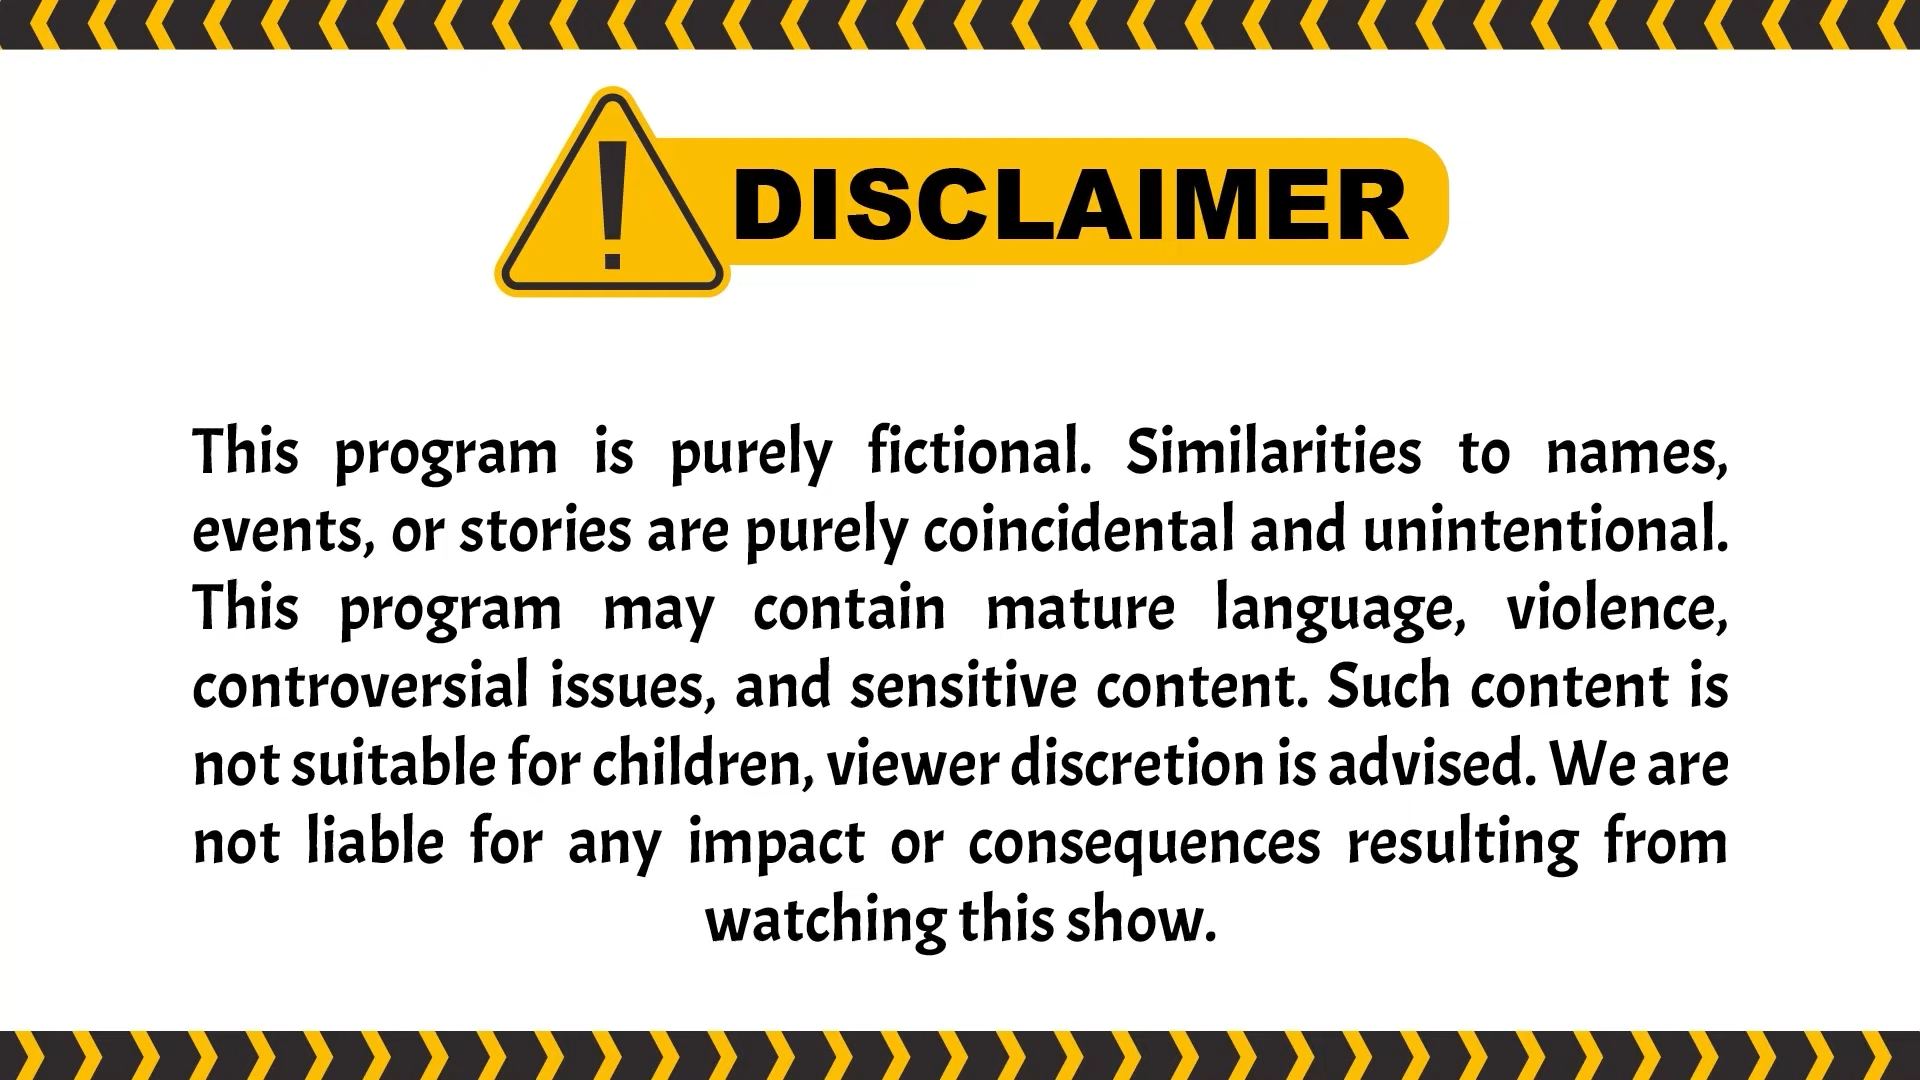 DISCLAIMER
This program is purely fictional. Similarities to names,
events, or stories are purely coincidental and unintentional.
This program may contain mature language, violence,
controversial issues, and sensitive content. Such content is
not suitable for children, viewer discretion is advised. We are
not liable for any impact or consequences resulting from
watching this show.